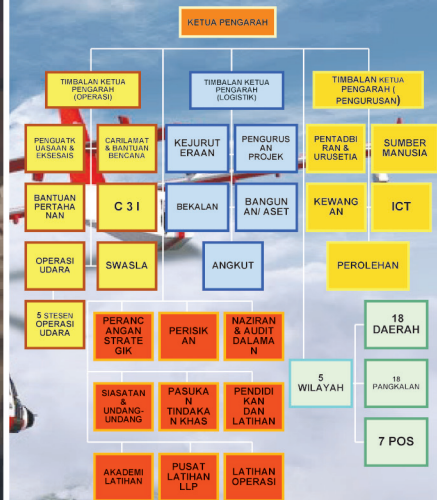 KETUA PENGARAH
TIMBALAN KETUA
PENGARAH
(OPERASI)
TIMBALAN KETUA
PENGARAH
(LOGISTIK)
TIMBALAN KETUA
PENGARAH (
PENGURUSAN)
PENGUATK
UASAAN &
EKSESAIS
CARILAMAT
& BANTUAN
BENCANA
KEJURUT
ERAAN
PENGURUS
AN
PROJEK
PENTADBI
RAN &
URUSETIA
SUMBER
MANUSIA
BANTUAN
PERTAHA
NAN
C 3 I
BEKALAN
BANGUN
AN/ ASET
KEWANG
AN
ICT
OPERASI
UDARA
SWASLA
ANGKUT
PEROLEHAN
5 STESEN
OPERASI
UDARA
PERANC
ANGAN
STRATE
GIK
PERISIK
AN
NAZIRAN
& AUDIT
DALAMA
N
18
DAERAH
5
WILAYAH
18
PANGKALAN
7 POS
SIASATAN
&
UNDANG-
UNDANG
PASUKA
N
TINDAKA
N KHAS
PENDIDI
KAN
DAN
LATIHAN
AKADEMI
LATIHAN
PUSAT
LATIHAN
LLP
LATIHAN
OPERASI